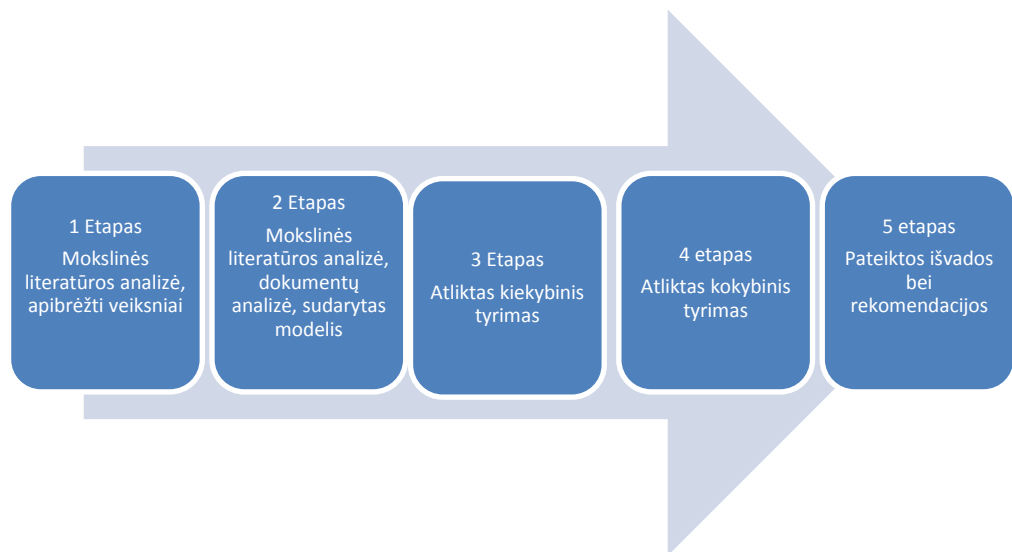 1 Etapas
Mokslinės
literatūros analizė,
apibrėžti veiksniai
2 Etapas
Mokslinės
literatūros analizė,
dokumentų
analizė, sudarytas
modelis
3 Etapas
Atliktas kiekybinis
tyrimas
4 etapas
Atliktas kokybinis
tyrimas
5 etapas
Pateiktos išvados
bei
rekomendacijos